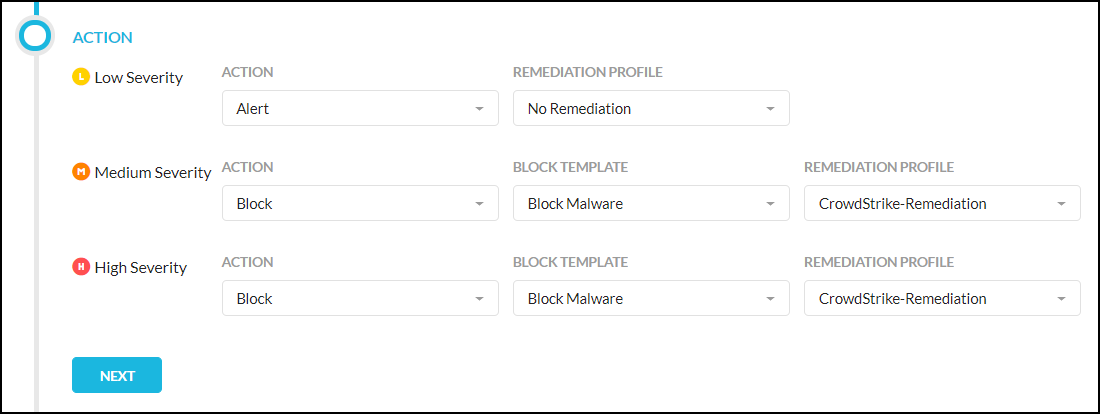 ACTION
L Low Severity ACTION REMEDIATION PROFILE
Alert No Remediation
M Medium Severity ACTION BLOCK TEMPLATE REMEDIATION PROFILE
Block Block Malware CrowdStrike-Remediation
H High Severity ACTION BLOCK TEMPLATE REMEDIATION PROFILE
Block Block Malware CrowdStrike-Remediation
NEXT